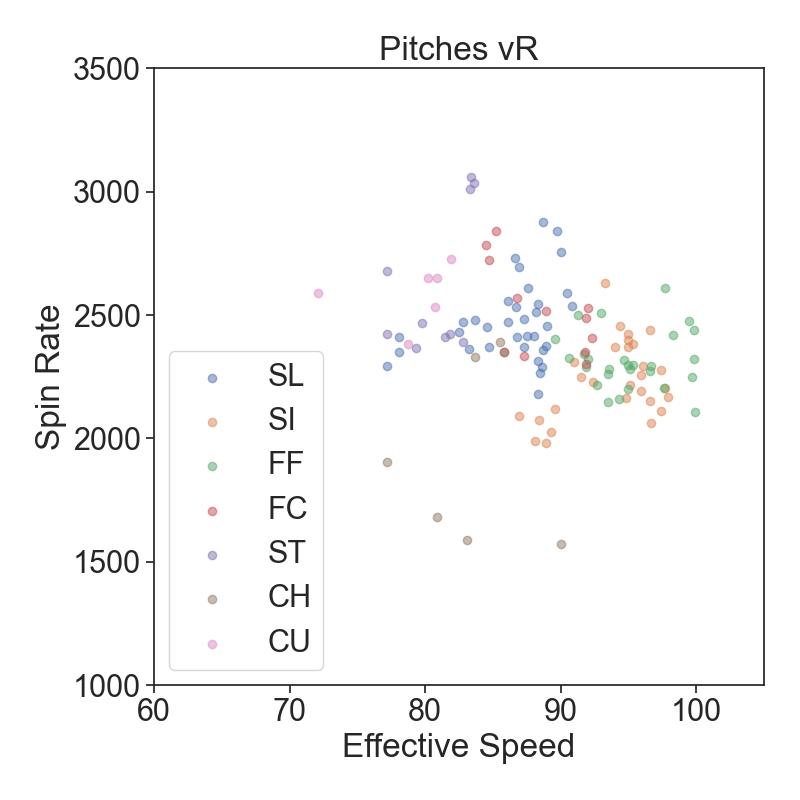 Pitches vR
3500
3000
2500
2000
1500
1000
Spin Rate
SL
SI
FF
FC
ST
CH
CU
60 70 80 90 100
Effective Speed